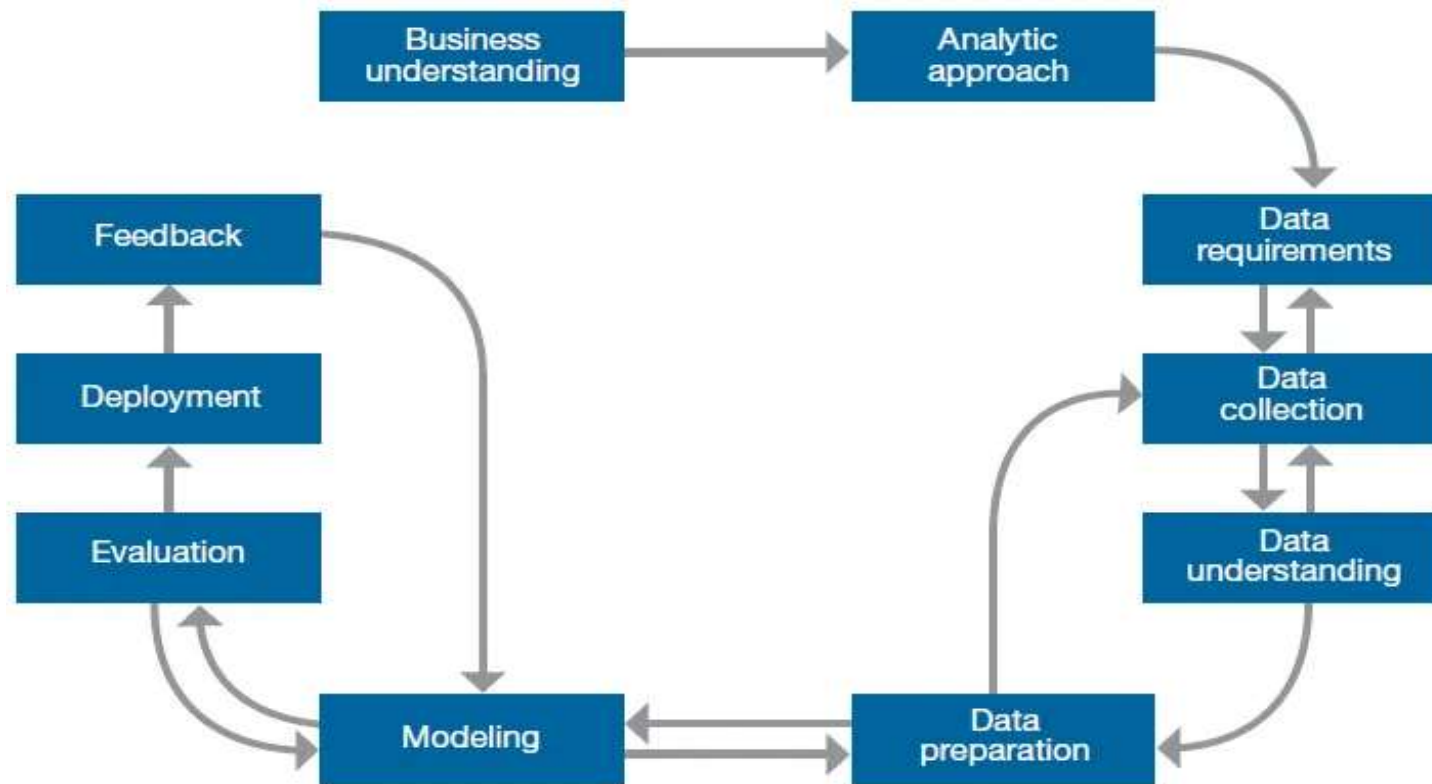 Business
understanding
Analytic
approach
Feedback
Data
requirements
Deployment
Data
collection
Evaluation
Data
understanding
Modeling
Data
preparation